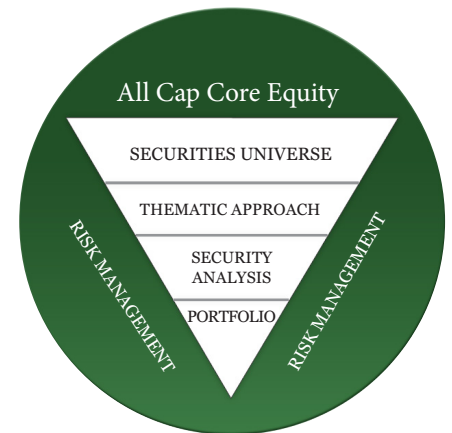 All Cap Core Equity
SECURITIES UNIVERSE
THEMATIC APPROACH
SECURITY
ANALYSIS
PORTFOLIO
RISK MANAGEMENT
RISK MANAGEMENT